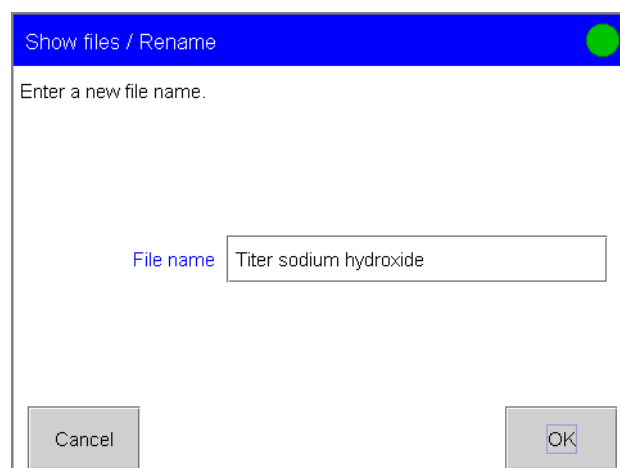 Show files / Rename
Enter a new file name.
File name Titer sodium hydroxide
Cancel OK